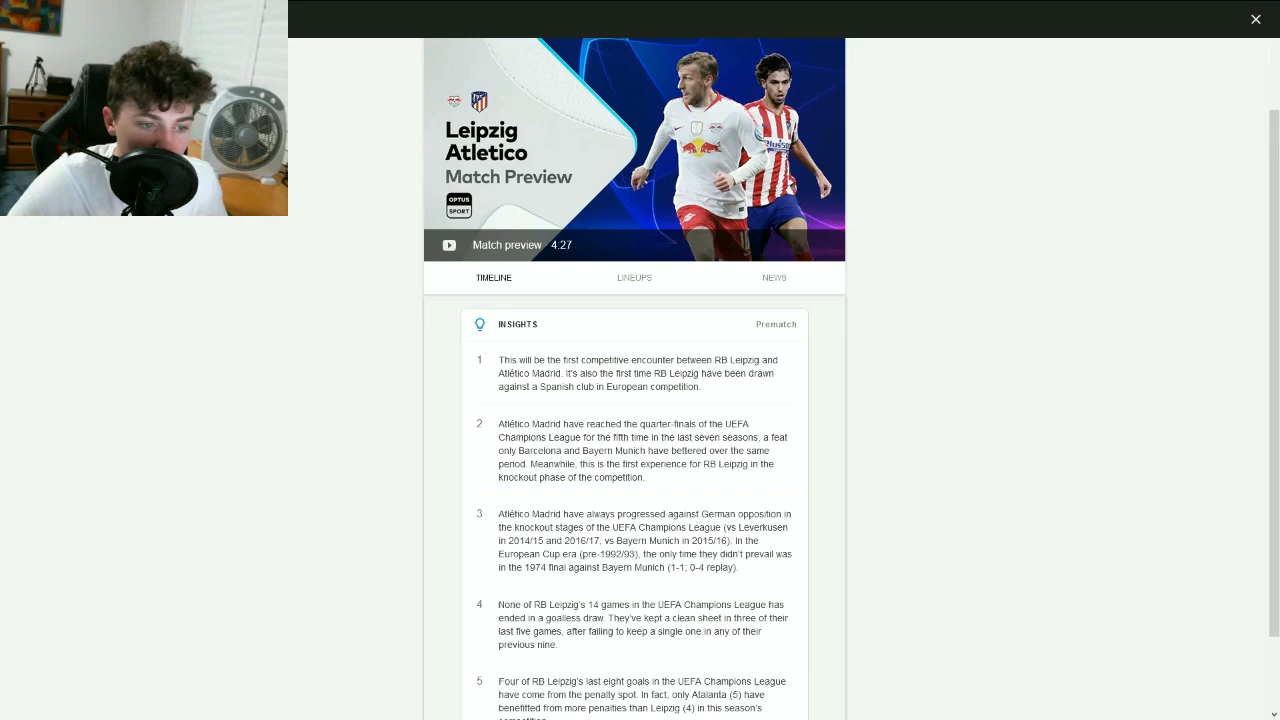 Leipzig
Atletico
Match Preview
OPTUS
SPORT
Match preview 4:27
TIMELINE LINEUPS NEWS
INSIGHTS Prematch
1 This will be the first competitive encounter between RB Leipzig and
Atlético Madrid. It's also the first time RB Leipzig have been drawn
against a Spanish club in European competition.
2 Atlético Madrid have reached the quarter-finals of the UEFA
Champions League for the fifth time in the last seven seasons, a feat
only Barcelona and Bayern Munich have bettered over the same
period. Meanwhile, this is the first experience for RB Leipzig in the
knockout phase of the competition.
3 Atlético Madrid have always progressed against German opposition in
the knockout stages of the UEFA Champions League (vs Leverkusen
in 2014/15 and 2016/17; vs Bayern Munich in 2015/16). In the
European Cup era (pre-1992/93), the only time they didn't prevail was
in the 1974 final against Bayern Munich (1-1; 0-4 replay).
4 None of RB Leipzig's 14 games in the UEFA Champions League has
ended in a goalless draw. They've kept a clean sheet in three of their
last five games, after failing to keep a single one in any of their
previous nine.
5 Four of RB Leipzig's last eight goals in the UEFA Champions League
have come from the penalty spot. In fact, only Atalanta (5) have
benefitted from more penalties than Leipzig (4) in this season's